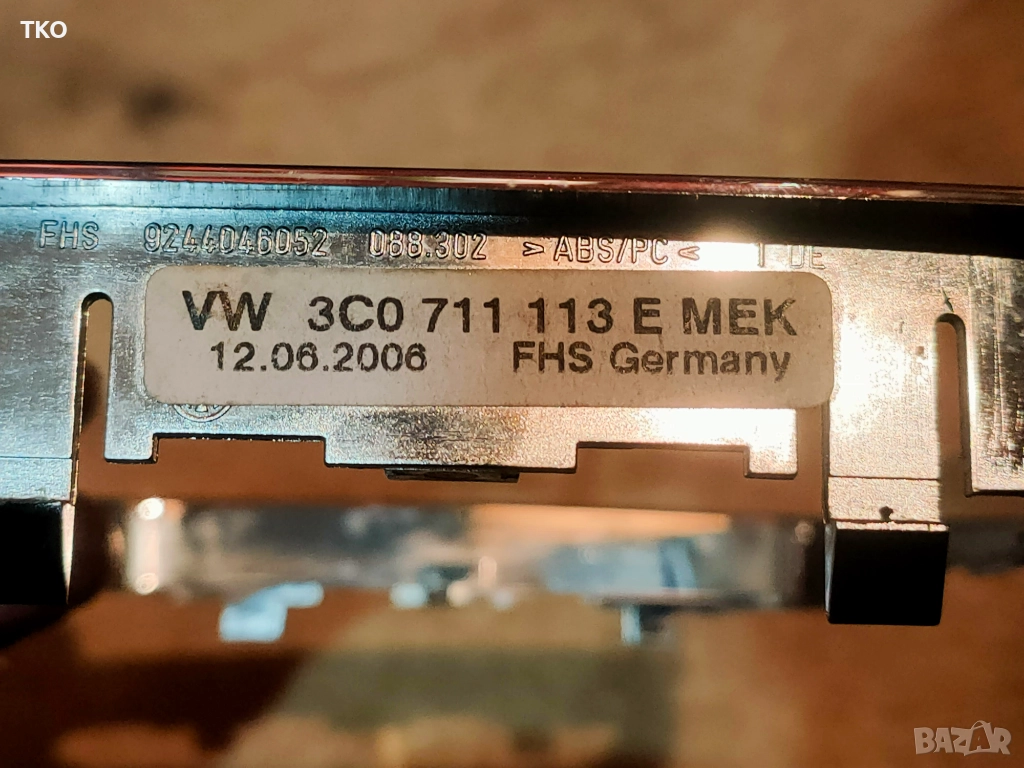 TKO
FHS 9244046052 088.302 >ABS/PC<
VW 3C0 711 113 E MEK
12.06.2006 FHS Germany
BAZAR